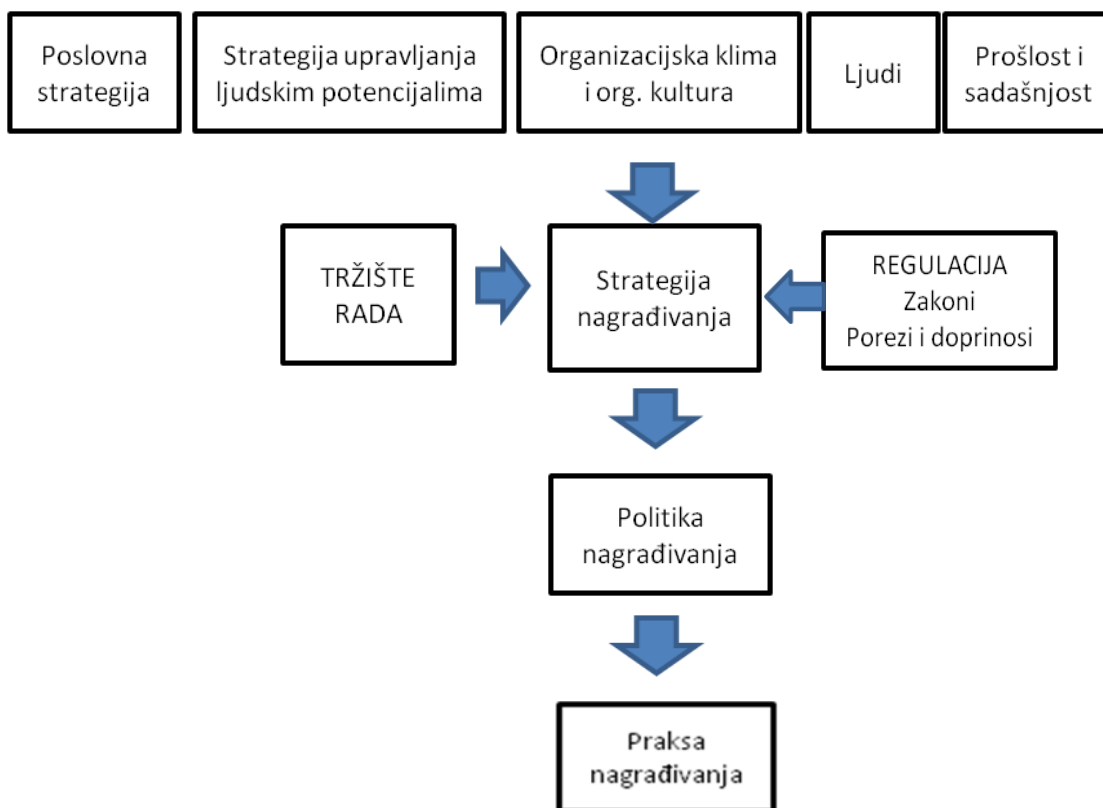 Poslovna
strategija
Strategija upravljanja
ljudskim potencijalima
Organizacijska klima
i org. kultura
Ljudi
Prošlost i
sadašnjost
TRŽIŠTE
RADA
Strategija
nagrađivanja
REGULACIJA
Zakoni
Porezi i doprinosi
Politika
nagrađivanja
Praksa
nagrađivanja